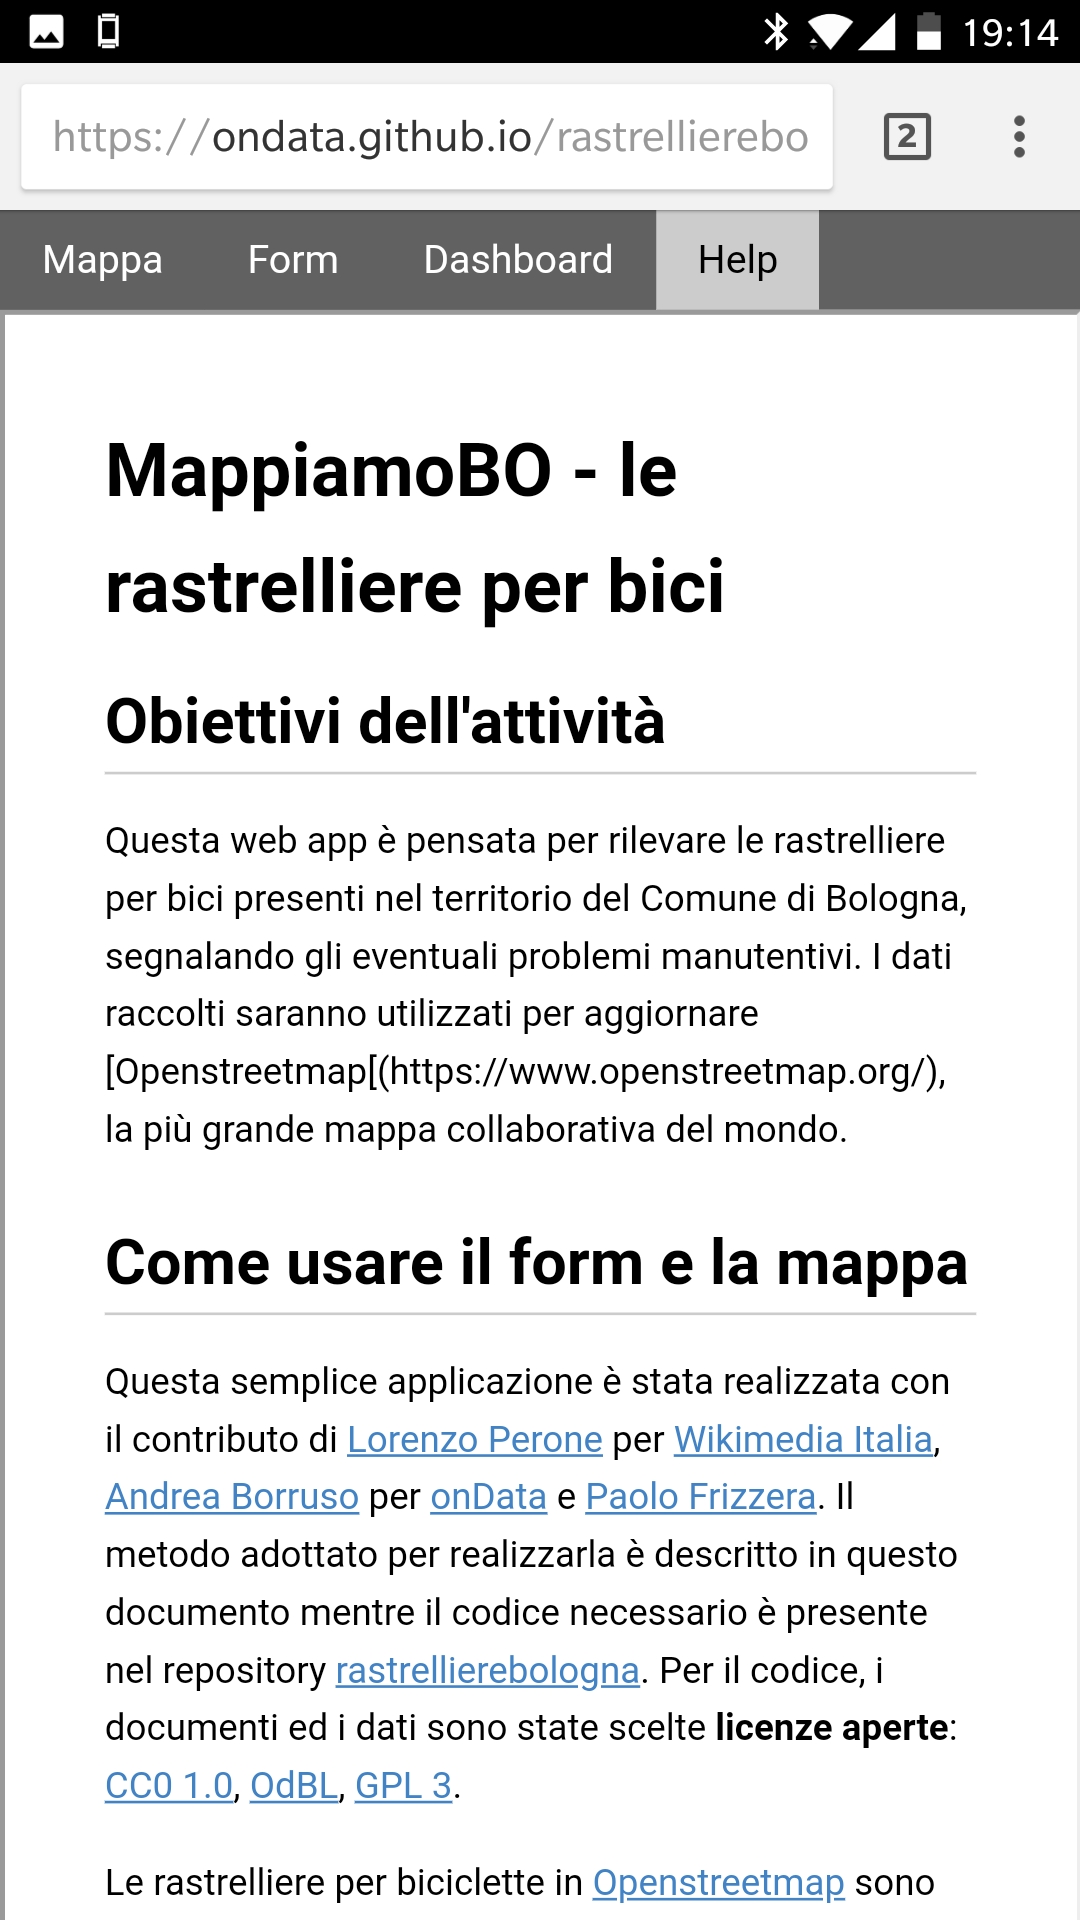 19:14
https://ondata.github.io/rastrellierebo
2
Mappa Form Dashboard Help
MappiamoBO - le
rastrelliere per bici
Obiettivi dell'attività
Questa web app è pensata per rilevare le rastrelliere
per bici presenti nel territorio del Comune di Bologna,
segnalando gli eventuali problemi manutentivi. I dati
raccolti saranno utilizzati per aggiornare
[Openstreetmap[(https://www.openstreetmap.org/),
la più grande mappa collaborativa del mondo.
Come usare il form e la mappa
Questa semplice applicazione è stata realizzata con
il contributo di Lorenzo Perone per Wikimedia Italia,
Andrea Borruso per onData e Paolo Frizzera. Il
metodo adottato per realizzarla è descritto in questo
documento mentre il codice necessario è presente
nel repository rastrellierebologna. Per il codice, i
documenti ed i dati sono state scelte licenze aperte:
CC0 1.0, OdBL, GPL 3.
Le rastrelliere per biciclette in Openstreetmap sono